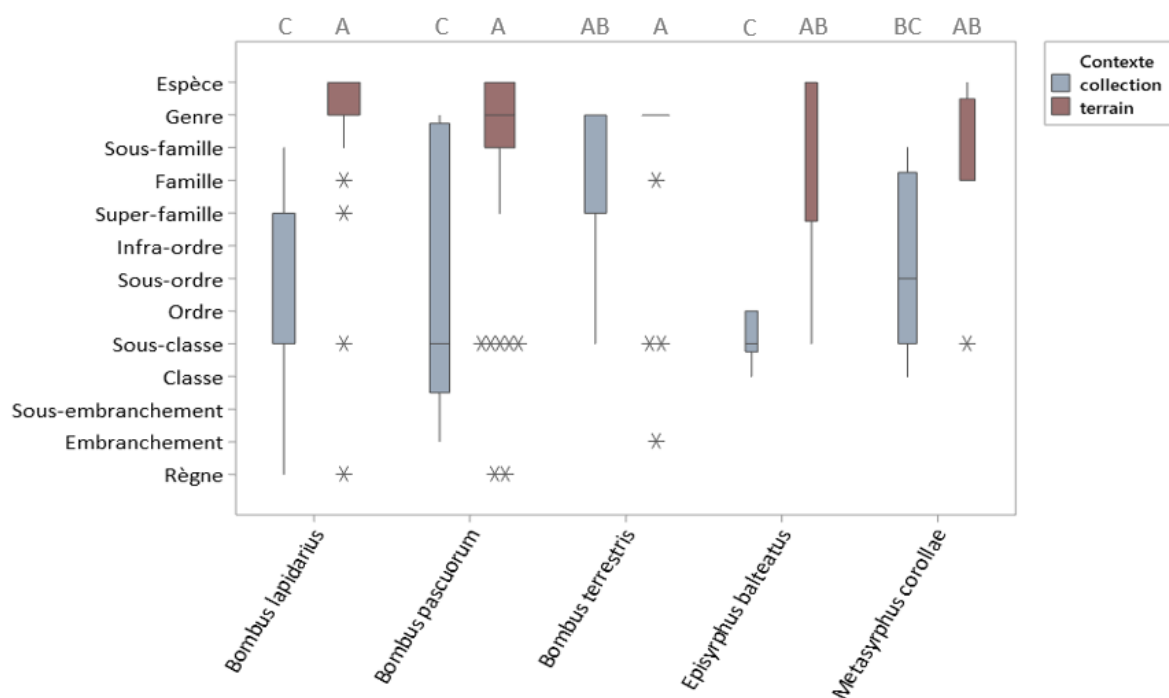 C A C A AB A C AB BC AB
Contexte
collection
terrain
Espèce
Genre
Sous-famille
Famille
Super-famille
Infra-ordre
Sous-ordre
Ordre
Sous-classe
Classe
Sous-embranchement
Embranchement
Règne
Bombus lapidarius
Bombus pascuorum
Bombus terrestris
Episyrphus balteatus
Metasyrphus corollae